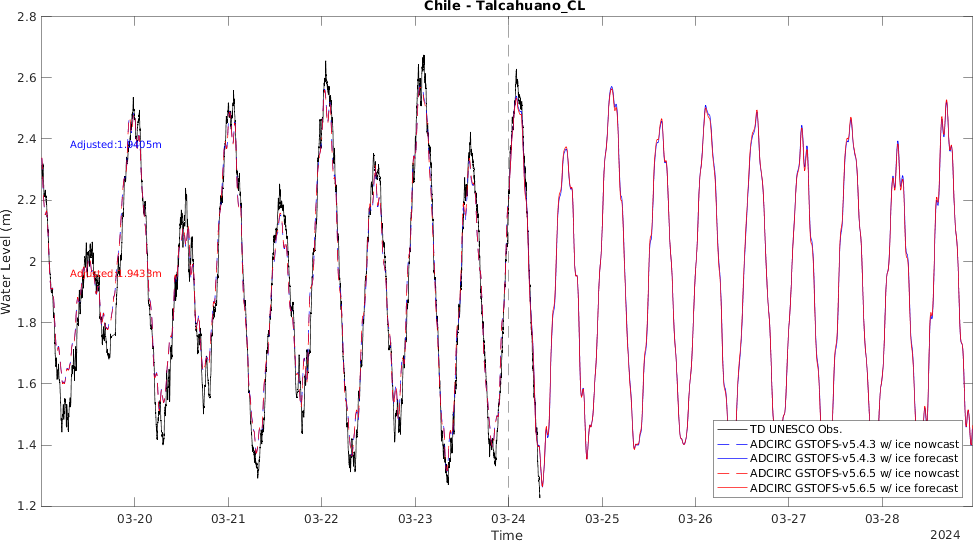 Chile - Talcahuano_CL
2.8
2.6
2.4
2.2
2
1.8
1.6
1.4
1.2
Water Level (m)
Adjusted:1.9405m
Adjusted:1.9433m
TD UNESCO Obs.
ADCIRC GSTOFS-v5.4.3 w/ ice nowcast
ADCIRC GSTOFS-v5.4.3 w/ ice forecast
ADCIRC GSTOFS-v5.6.5 w/ ice nowcast
ADCIRC GSTOFS-v5.6.5 w/ ice forecast
03-20 03-21 03-22 03-23 03-24 03-25 03-26 03-27 03-28
Time
2024